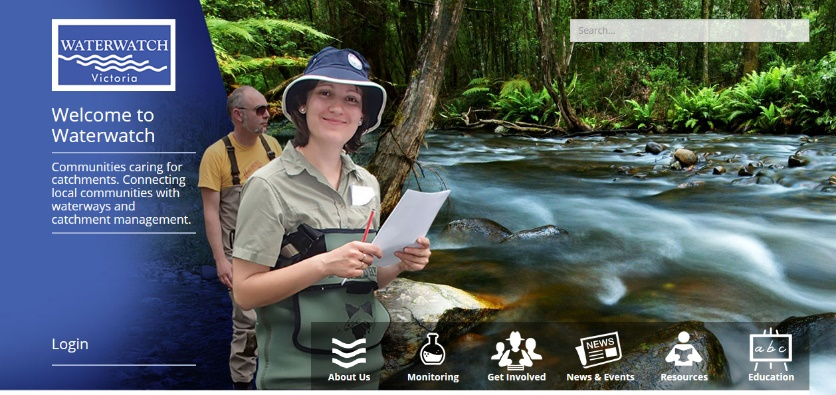 WATERWATCH
Victoria
Search...
Welcome to
Waterwatch
Communities caring for
catchments. Connecting
local communities with
waterways and
catchment management.
Login
NEWS
abc
About Us
Monitoring
Get Involved
News & Events
Resources
Education